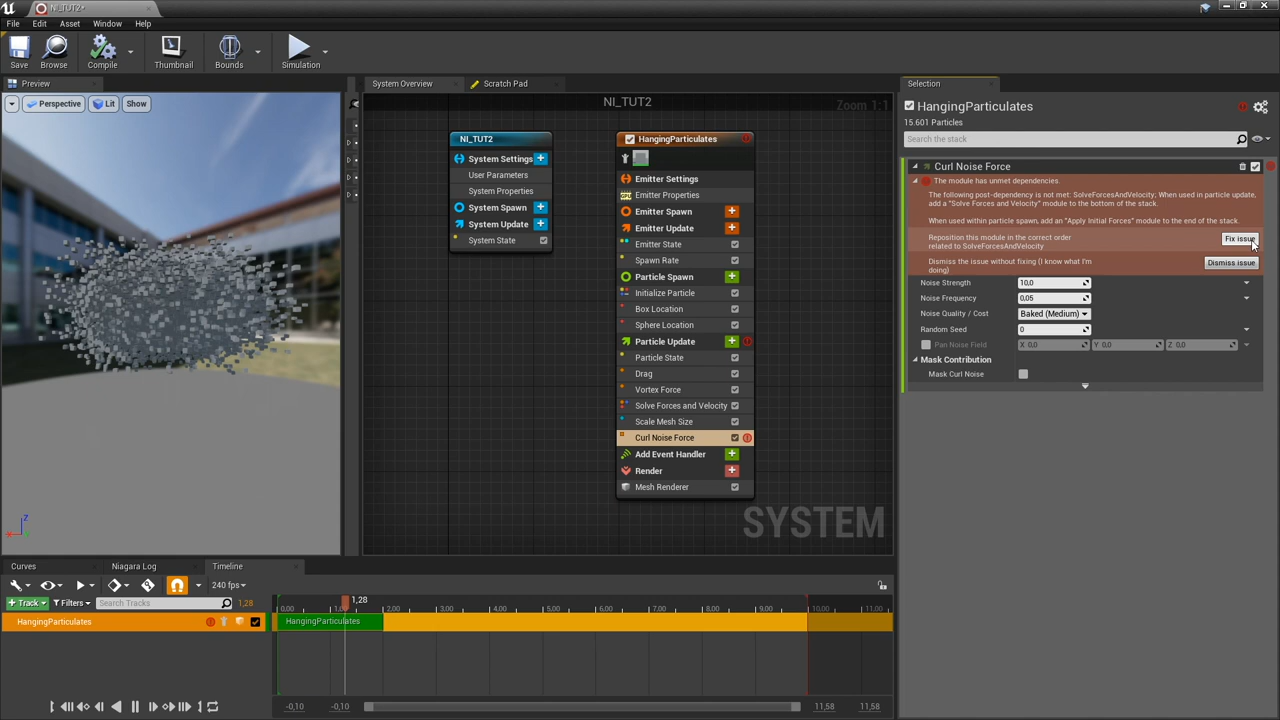 NI_TUT2*
File Edit Asset Window Help
Save Browse Compile Thumbnail Bounds Simulation
Preview
Perspective Lit Show
System Overview Scratch Pad
NI_TUT2
Zoom 1:1
NI_TUT2
System Settings
User Parameters
System Properties
System Spawn
System Update
System State
HangingParticulates
Emitter Settings
GPU Emitter Properties
Emitter Spawn
Emitter Update
Emitter State
Spawn Rate
Particle Spawn
Initialize Particle
Box Location
Sphere Location
Particle Update
Particle State
Drag
Vortex Force
Solve Forces and Velocity
Scale Mesh Size
Curl Noise Force
Add Event Handler
Render
Mesh Renderer
SYSTEM
Selection
HangingParticulates
15.601 Particles
Search the stack
Curl Noise Force
The module has unmet dependencies.
The following post-dependency is not met: SolveForcesAndVelocity; When used in particle update,
add a "Solve Forces and Velocity" module to the bottom of the stack.
When used within particle spawn, add an "Apply Initial Forces" module to the end of the stack.
Reposition this module in the correct order
related to SolveForcesAndVelocity
Fix issue
Dismiss the issue without fixing (I know what I'm
doing)
Dismiss issue
Noise Strength 10,0
Noise Frequency 0,05
Noise Quality / Cost Baked (Medium)
Random Seed 0
Pan Noise Field X 0,0 Y 0,0 Z 0,0
Mask Contribution
Mask Curl Noise
Z
X
Curves Niagara Log Timeline
240 fps
+ Track Filters Search Tracks 1,28
1,28
0,00 2,00 3,00 4,00 5,00 6,00 7,00 8,00 9,00 10,00 11,00
HangingParticulates
HangingParticulates
-0,10 -0,10 11,58 11,58